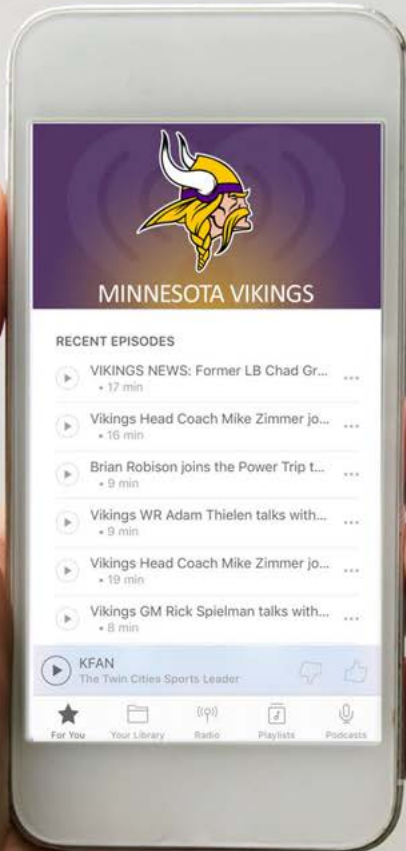 MINNESOTA VIKINGS
RECENT EPISODES
VIKINGS NEWS: Former LB Chad Gr...
• 17 min
Vikings Head Coach Mike Zimmer jo...
• 16 min
Brian Robison joins the Power Trip t...
• 9 min
Vikings WR Adam Thielen talks with...
• 9 min
Vikings Head Coach Mike Zimmer jo...
• 19 min
Vikings GM Rick Spielman talks with...
• 8 min
KFAN
The Twin Cities Sports Leader
For You Your Library Radio Playlists Podcasts